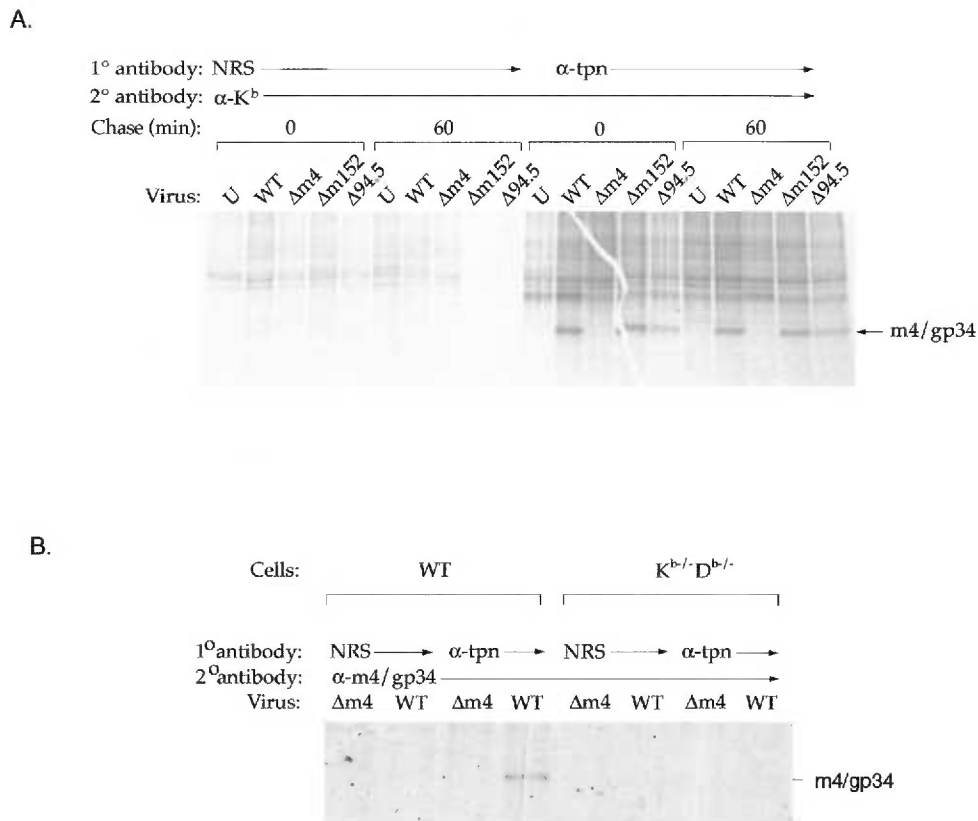 A.
1° antibody: NRS α-tpn
2° antibody: α-Kᵇ
Chase (min): 0 60 0 60
Virus: U WT Δm4 Δm152 Δ94.5 U WT Δm4 Δm152 Δ94.5 U WT Δm4 Δm152 Δ94.5 U WT Δm4 Δm152 Δ94.5
m4/gp34
B.
Cells: WT Kᵇ⁻/⁻Dᵇ⁻/⁻
1° antibody: NRS α-tpn NRS α-tpn
2° antibody: α-m4/gp34
Virus: Δm4 WT Δm4 WT Δm4 WT Δm4 WT
m4/gp34